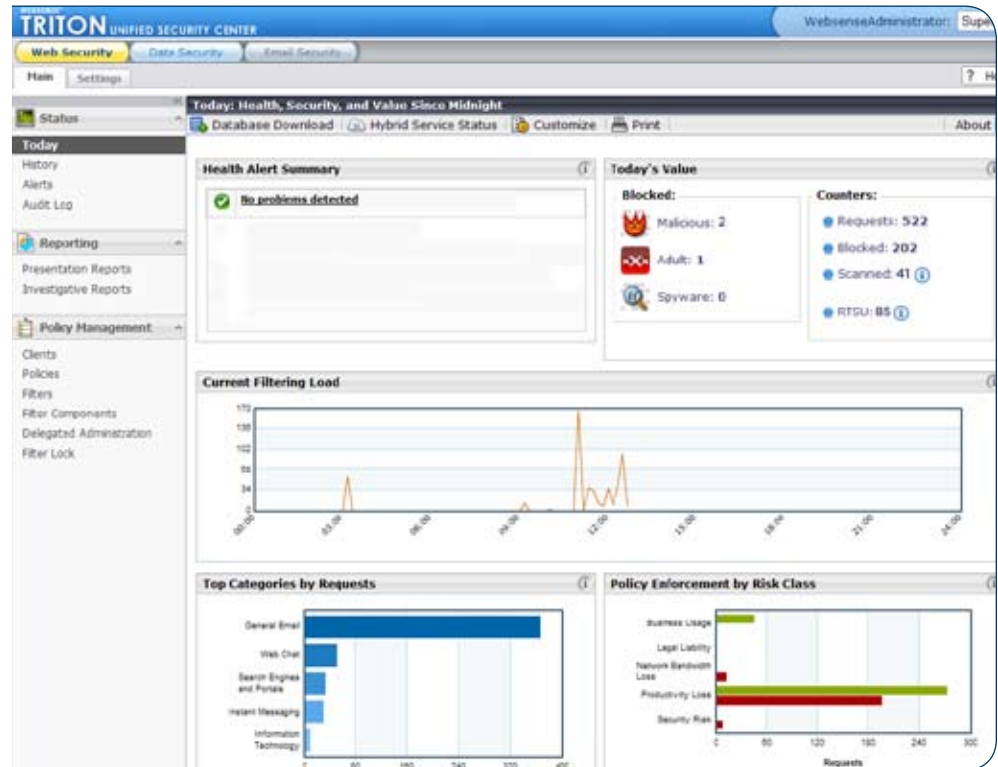 TRITON UNIFIED SECURITY CENTER
WebsenseAdministrator:
Web Security
Data Security
Email Security
Main
Settings
?
Status
Today
History
Alerts
Audit Log
Reporting
Presentation Reports
Investigative Reports
Policy Management
Clients
Policies
Filters
Filter Components
Delegated Administration
Filter Lock
Today: Health, Security, and Value Since Midnight
Database Download
Hybrid Service Status
Customize
Print
About
Health Alert Summary
No problems detected
Today's Value
Blocked:
Malicious: 2
Adult: 1
Spyware: 0
Counters:
Requests: 522
Blocked: 202
Scanned: 41
RTSU: 85
Current Filtering Load
170
136
102
34
0
00:00
03:00
06:00
09:00
12:00
15:00
18:00
21:00
24:00
Top Categories by Requests
General Email
Web Chat
Search Engines
and Portals
Instant Messaging
Information
Technology
0 80 160 240 320 400
Policy Enforcement by Risk Class
Business Usage
Legal Liability
Network Bandwidth
Loss
Productivity Loss
Security Risk
0 60 120 180 240 300
Requests